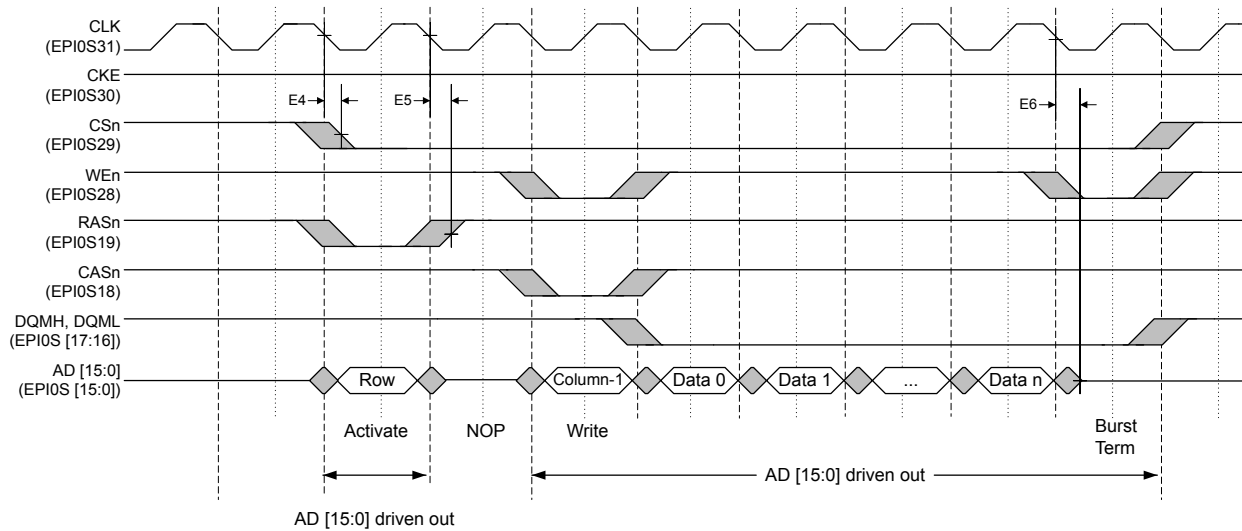 CLK
(EPI0S31)
CKE
(EPI0S30)
E4
E5
E6
CSn
(EPI0S29)
WEn
(EPI0S28)
RASn
(EPI0S19)
CASn
(EPI0S18)
DQMH, DQML
(EPI0S [17:16])
AD [15:0]
(EPI0S [15:0])
Row
Column-1
Data 0
Data 1
...
Data n
Activate
NOP
Write
Burst
Term
AD [15:0] driven out
AD [15:0] driven out